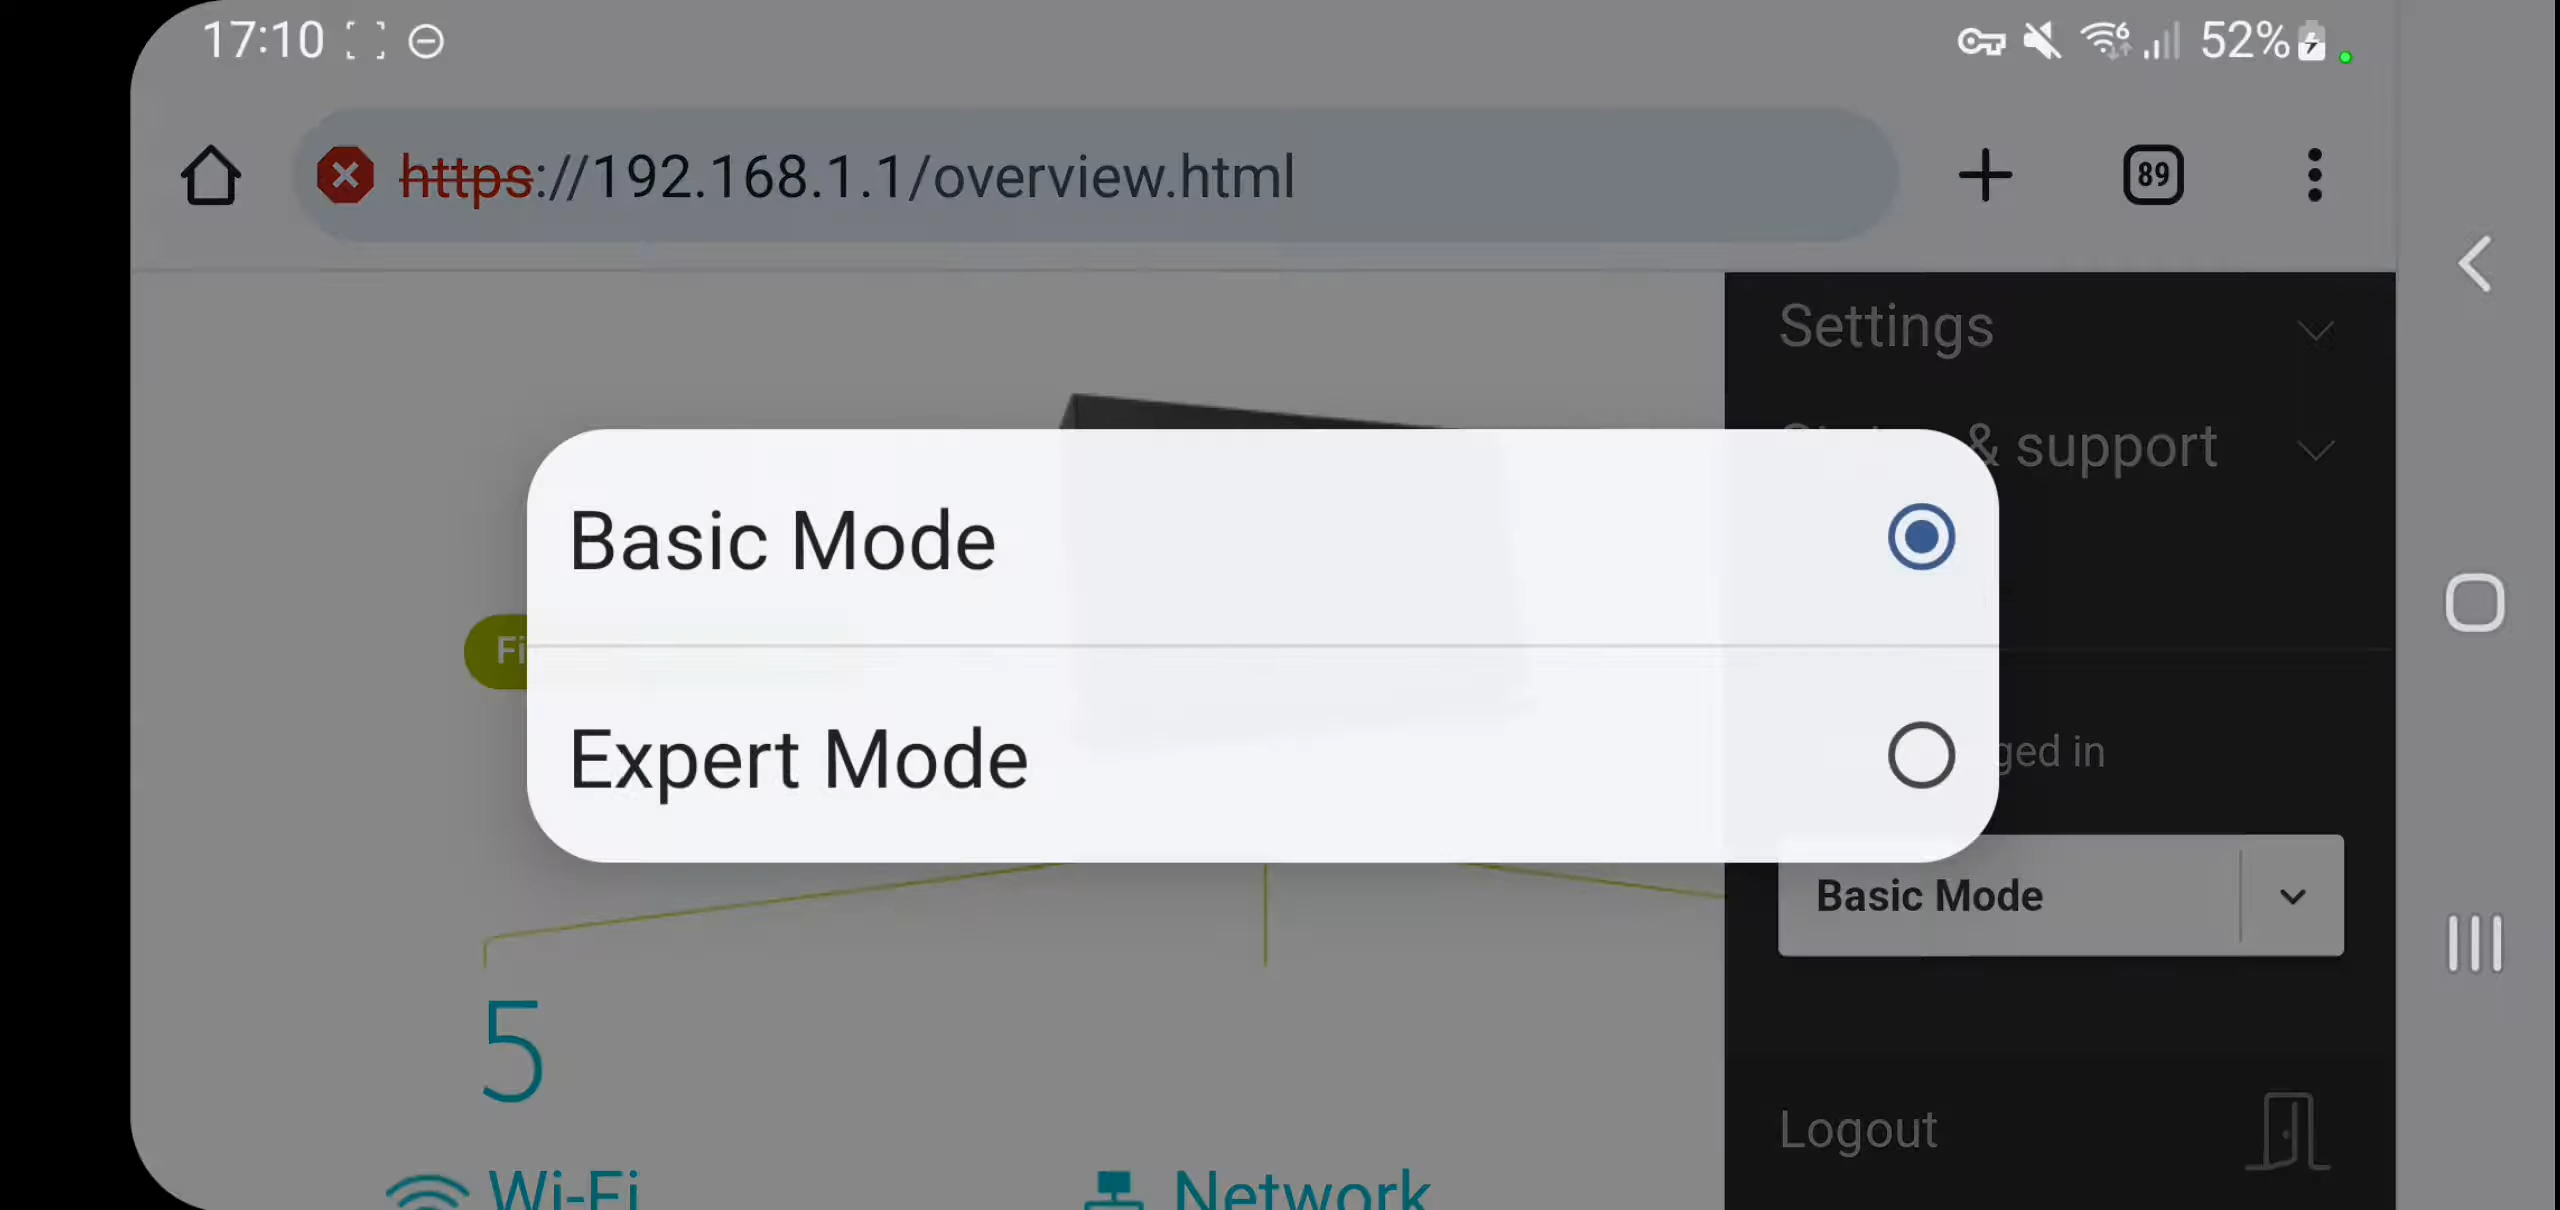 17:10
52%
https://192.168.1.1/overview.html
89
Settings
& support
Basic Mode
Fi
Expert Mode
ged in
Basic Mode
5
Logout
Wi-Fi
Network